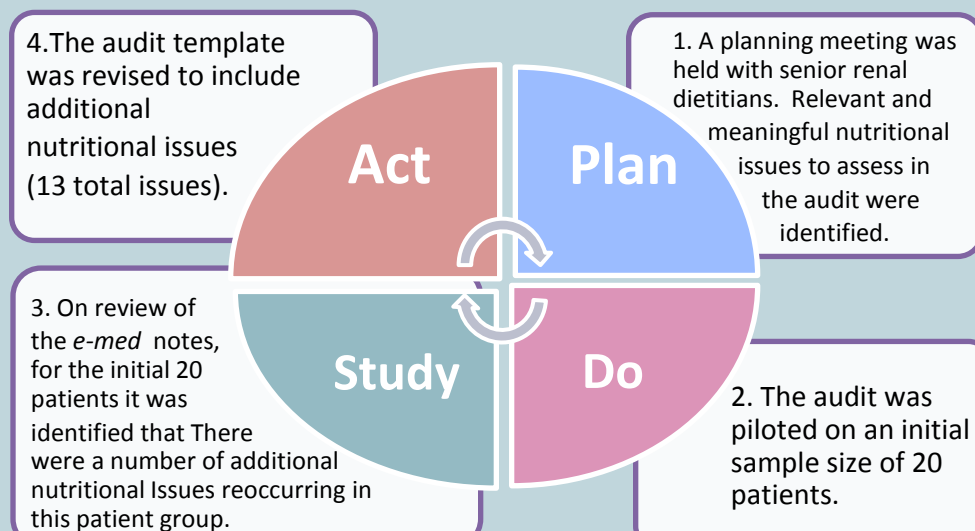 4.The audit template
was revised to include
additional
nutritional issues
(13 total issues).
1. A planning meeting was
held with senior renal
dietitians. Relevant and
meaningful nutritional
issues to assess in
the audit were
identified.
Act
Plan
Study
Do
3. On review of
the e-med notes,
for the initial 20
patients it was
identified that There
were a number of additional
nutritional Issues reoccurring in
this patient group.
2. The audit was
piloted on an initial
sample size of 20
patients.